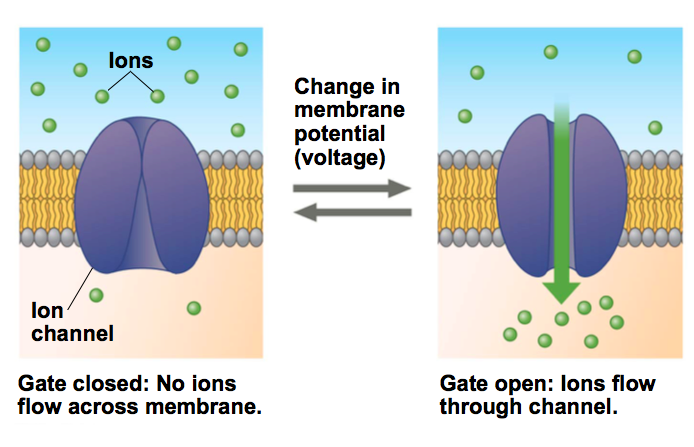 Ions
Change in
membrane
potential
(voltage)
Ion
channel
Gate closed: No ions
flow across membrane.
Gate open: Ions flow
through channel.